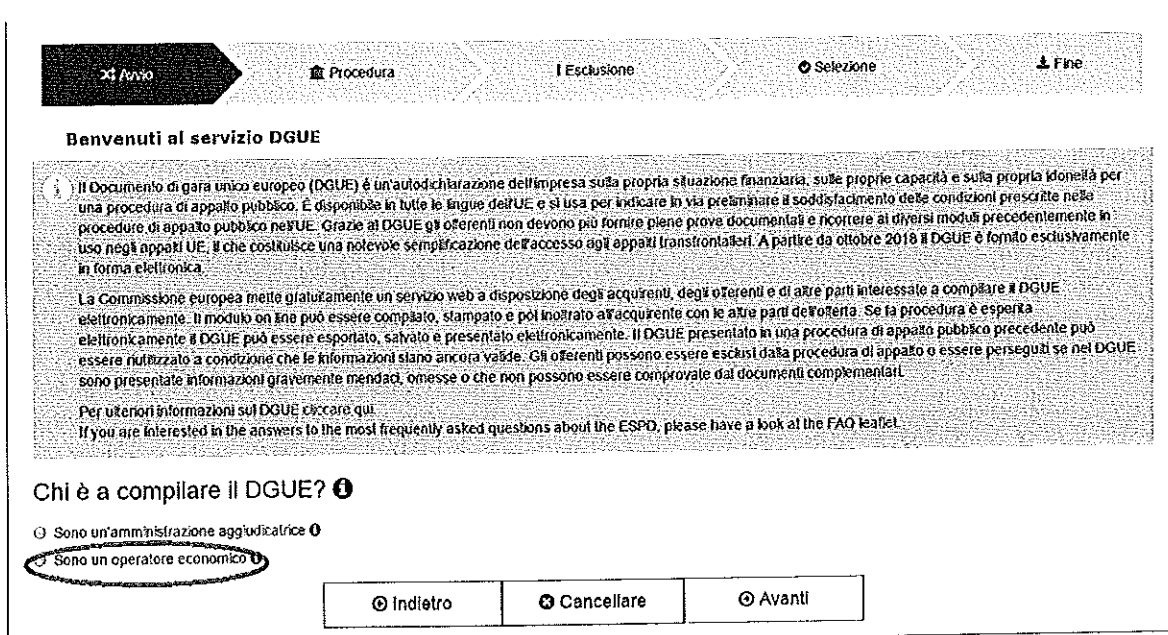 Avvio
Procedura
! Esclusione
Selezione
Fine
Benvenuti al servizio DGUE
Il Documento di gara unico europeo (DGUE) é un'autodichiarazione dell'impresa sulla propria situazione finanziaria, sulle proprie capacità e sulla propria idoneità per
una procedura di appalto pubblico. È disponibile in tutte le lingue dell'UE e si usa per indicare in via preliminare il soddisfacimento delle condizioni prescritte nelle
procedure di appalto pubblico nell'UE. Grazie al DGUE gli offerenti non devono più fornire piene prove documentali e ricorrere ai diversi moduli precedentemente in
uso negli appalti UE, il che costituisce una notevole semplificazione dell'accesso agli appalti transfrontalieri. A partire da ottobre 2018 il DGUE è fornito esclusivamente
in forma elettronica.
La Commissione europea mette gratuitamente un servizio web a disposizione degli acquirenti, degli offerenti e di altre parti interessate a compilare il DGUE
elettronicamente. Il modulo on line può essere compilato, stampato e poi inoltrato all'acquirente con le altre parti dell'offerta. Se la procedura è esperita
elettronicamente il DGUE può essere esportato, salvato e presentato elettronicamente. Il DGUE presentato in una procedura di appalto pubblico precedente può
essere riutilizzato a condizione che le informazioni siano ancora valide. Gli offerenti possono essere esclusi dalla procedura di appalto o essere perseguiti se nel DGUE
sono presentate informazioni gravemente mendaci, omesse o che non possono essere comprovate dai documenti complementari.
Per ulteriori informazioni sul DGUE cliccare qui.
If you are interested in the answers to the most frequently asked questions about the ESPD, please have a look at the FAQ leaflet.
Chi è a compilare il DGUE?
Sono un'amministrazione aggiudicatrice
Sono un operatore economico
Indietro
Cancellare
Avanti